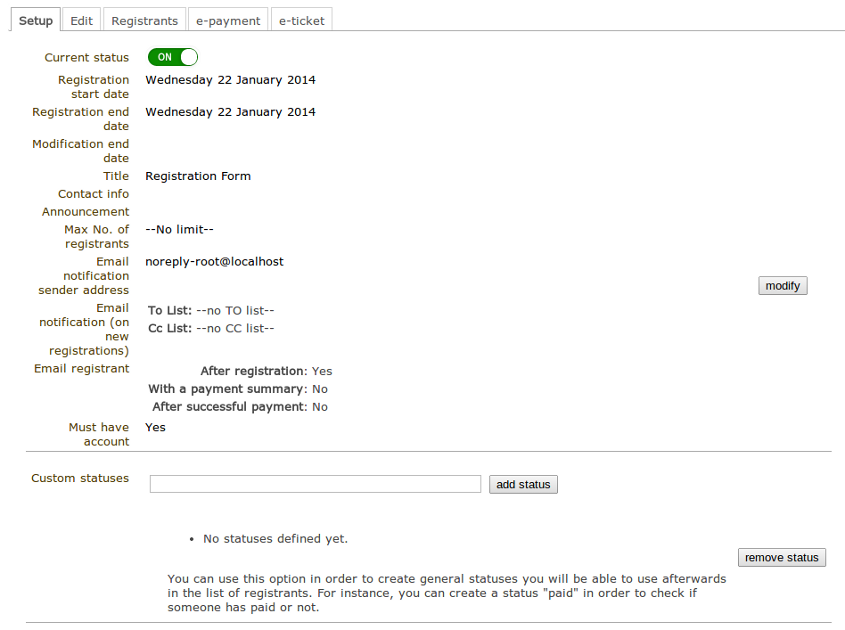 Setup Edit Registrants e-payment e-ticket
Current status ON
Registration Wednesday 22 January 2014
start date
Registration end Wednesday 22 January 2014
date
Modification end
date
Title Registration Form
Contact info
Announcement
Max No. of --No limit--
registrants
Email noreply-root@localhost
notification
sender address
modify
Email To List: --no TO list--
notification (on Cc List: --no CC list--
new
registrations)
Email registrant After registration: Yes
With a payment summary: No
After successful payment: No
Must have Yes
account
Custom statuses add status
• No statuses defined yet.
remove status
You can use this option in order to create general statuses you will be able to use afterwards
in the list of registrants. For instance, you can create a status "paid" in order to check if
someone has paid or not.